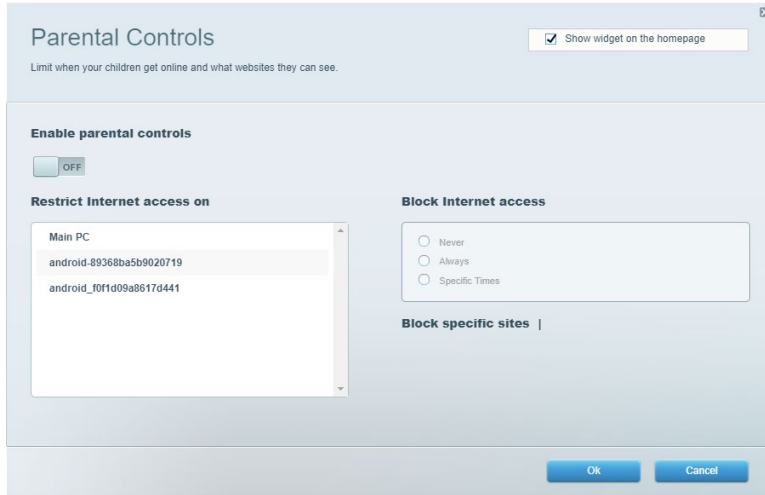 Parental Controls
Show widget on the homepage
Limit when your children get online and what websites they can see.
Enable parental controls
OFF
Restrict Internet access on
Main PC
android-89368ba5b9020719
android_f0f1d09a8617d441
Block Internet access
Never
Always
Specific Times
Block specific sites |
Ok
Cancel